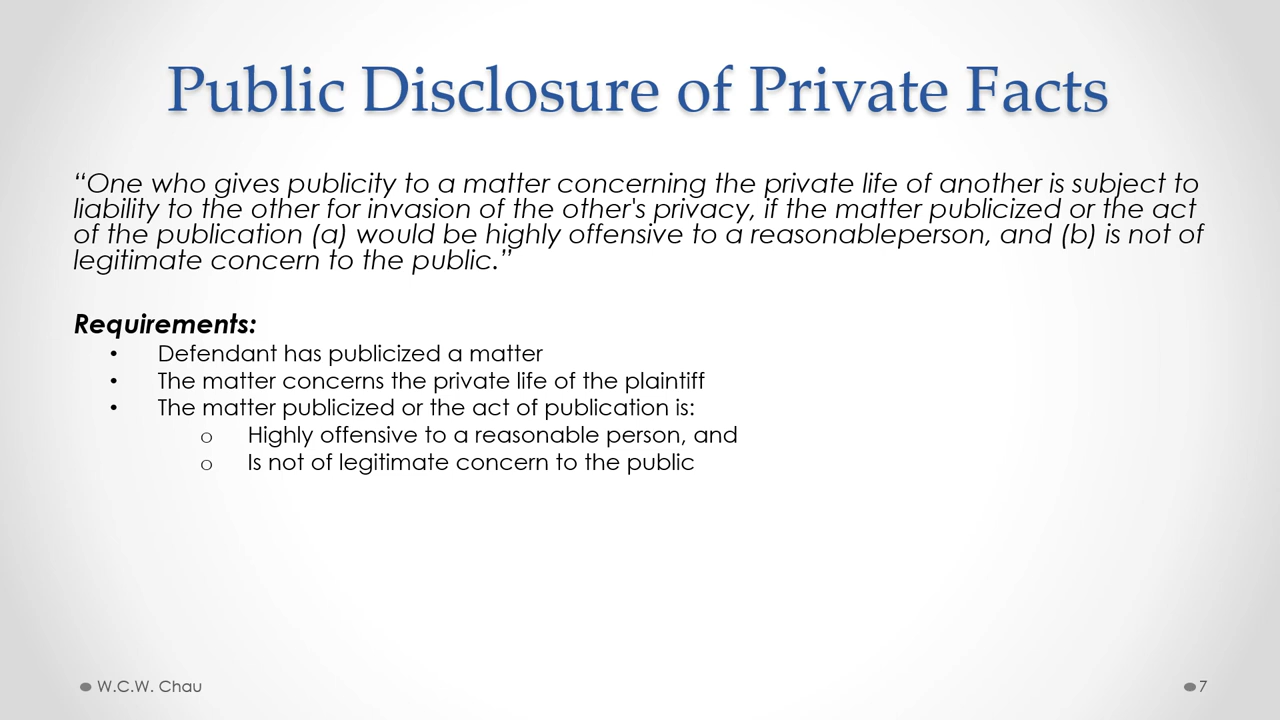 Public Disclosure of Private Facts
“One who gives publicity to a matter concerning the private life of another is subject to
liability to the other for invasion of the other's privacy, if the matter publicized or the act
of the publication (a) would be highly offensive to a reasonableperson, and (b) is not of
legitimate concern to the public.”
Requirements:
• Defendant has publicized a matter
• The matter concerns the private life of the plaintiff
• The matter publicized or the act of publication is:
o Highly offensive to a reasonable person, and
o Is not of legitimate concern to the public
W.C.W. Chau
7